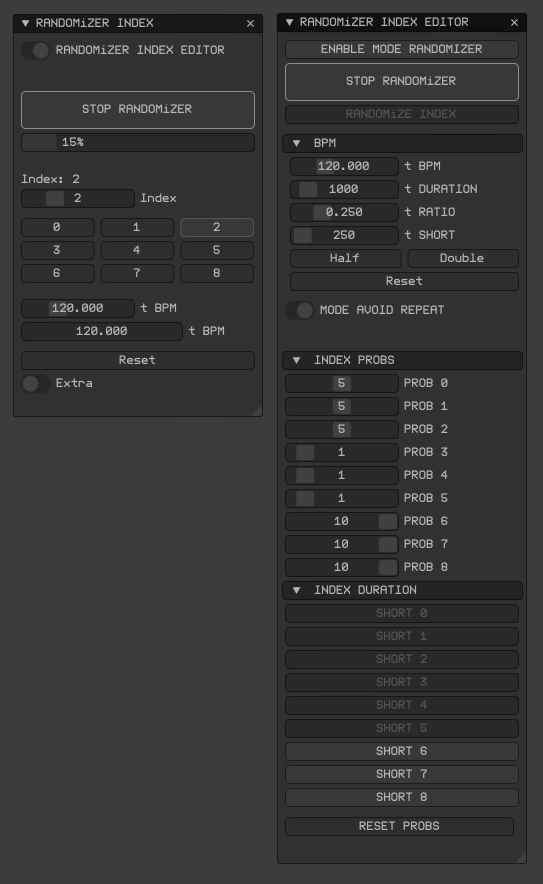 RANDOMiZER INDEX
RANDOMiZER INDEX EDITOR
STOP RANDOMiZER
15%
Index: 2
2 Index
0 1 2
3 4 5
6 7 8
120.000 t BPM
120.000 t BPM
Reset
Extra
RANDOMiZER INDEX EDITOR
ENABLE MODE RANDOMIZER
STOP RANDOMiZER
RANDOMiZE INDEX
BPM
120.000 t BPM
1000 t DURATION
0.250 t RATIO
250 t SHORT
Half Double
Reset
MODE AVOID REPEAT
INDEX PROBS
5 PROB 0
5 PROB 1
5 PROB 2
1 PROB 3
1 PROB 4
1 PROB 5
10 PROB 6
10 PROB 7
10 PROB 8
INDEX DURATION
SHORT 0
SHORT 1
SHORT 2
SHORT 3
SHORT 4
SHORT 5
SHORT 6
SHORT 7
SHORT 8
RESET PROBS